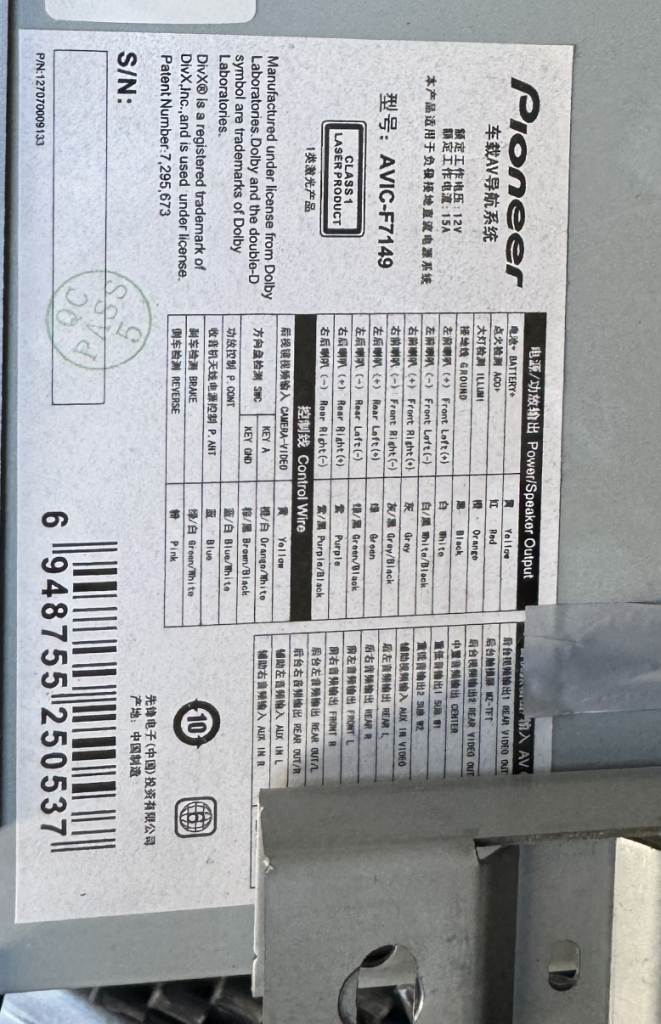 Pioneer
车载AV导航系统
额定工作电压: 12V
额定工作电流: 15A
本产品适用于负极接地直流电源系统
型号: AVIC-F7149
CLASS 1
LASER PRODUCT
1类激光产品
Manufactured under license from Dolby
Laboratories.Dolby and the double-D
symbol are trademarks of Dolby
Laboratories.
DivX® is a registered trademark of
DivX,Inc.,and is used under license.
Patent Number:7,295,673
S/N:
P/N:127070009133
QC
PASS
5
电源/功放输出 Power/Speaker Output
电池+ BATTERY+ 黄 Yellow
点火检测 ACC+ 红 Red
大灯检测 ILLUMI 橙 Orange
接地线 GROUND 黑 Black
左前喇叭 (+) Front Left(+) 白 White
左前喇叭 (-) Front Left(-) 白/黑 White/Black
右前喇叭 (+) Front Right(+) 灰 Gray
右前喇叭 (-) Front Right(-) 灰/黑 Gray/Black
左后喇叭 (+) Rear Left(+) 绿 Green
左后喇叭 (-) Rear Left(-) 绿/黑 Green/Black
右后喇叭 (+) Rear Right(+) 紫 Purple
右后喇叭 (-) Rear Right(-) 紫/黑 Purple/Black
控制线 Control Wire
后视镜视频输入 CAMERA-VIDEO 黄 Yellow
方向盘检测 SWC KEY A 橙/白 Orange/White
KEY GND 棕/黑 Brown/Black
功放控制 P.CONT 蓝/白 Blue/White
收音机天线电源控制 P.ANT 蓝 Blue
刹车检测 BRAKE 绿/白 Green/White
倒车检测 REVERSE 粉 Pink
输入 AV
后台视频输出1 REAR VIDEO OUT
后台触摸屏 M2-TFT
后台视频输出2 REAR VIDEO OUT
中置音频输出 CENTER
重低音输出1 SUB W1
重低音输出2 SUB W2
辅助视频输入 AUX IN VIDEO
后左音频输出 REAR L
后右音频输出 REAR R
前左音频输出 FRONT L
前右音频输出 FRONT R
后台左音频输出 REAR OUT/L
后台右音频输出 REAR OUT/R
辅助左音频输入 AUX IN L
辅助右音频输入 AUX IN R
10
6
先锋电子(中国)投资有限公司
产地: 中国制造
6 948755 250537